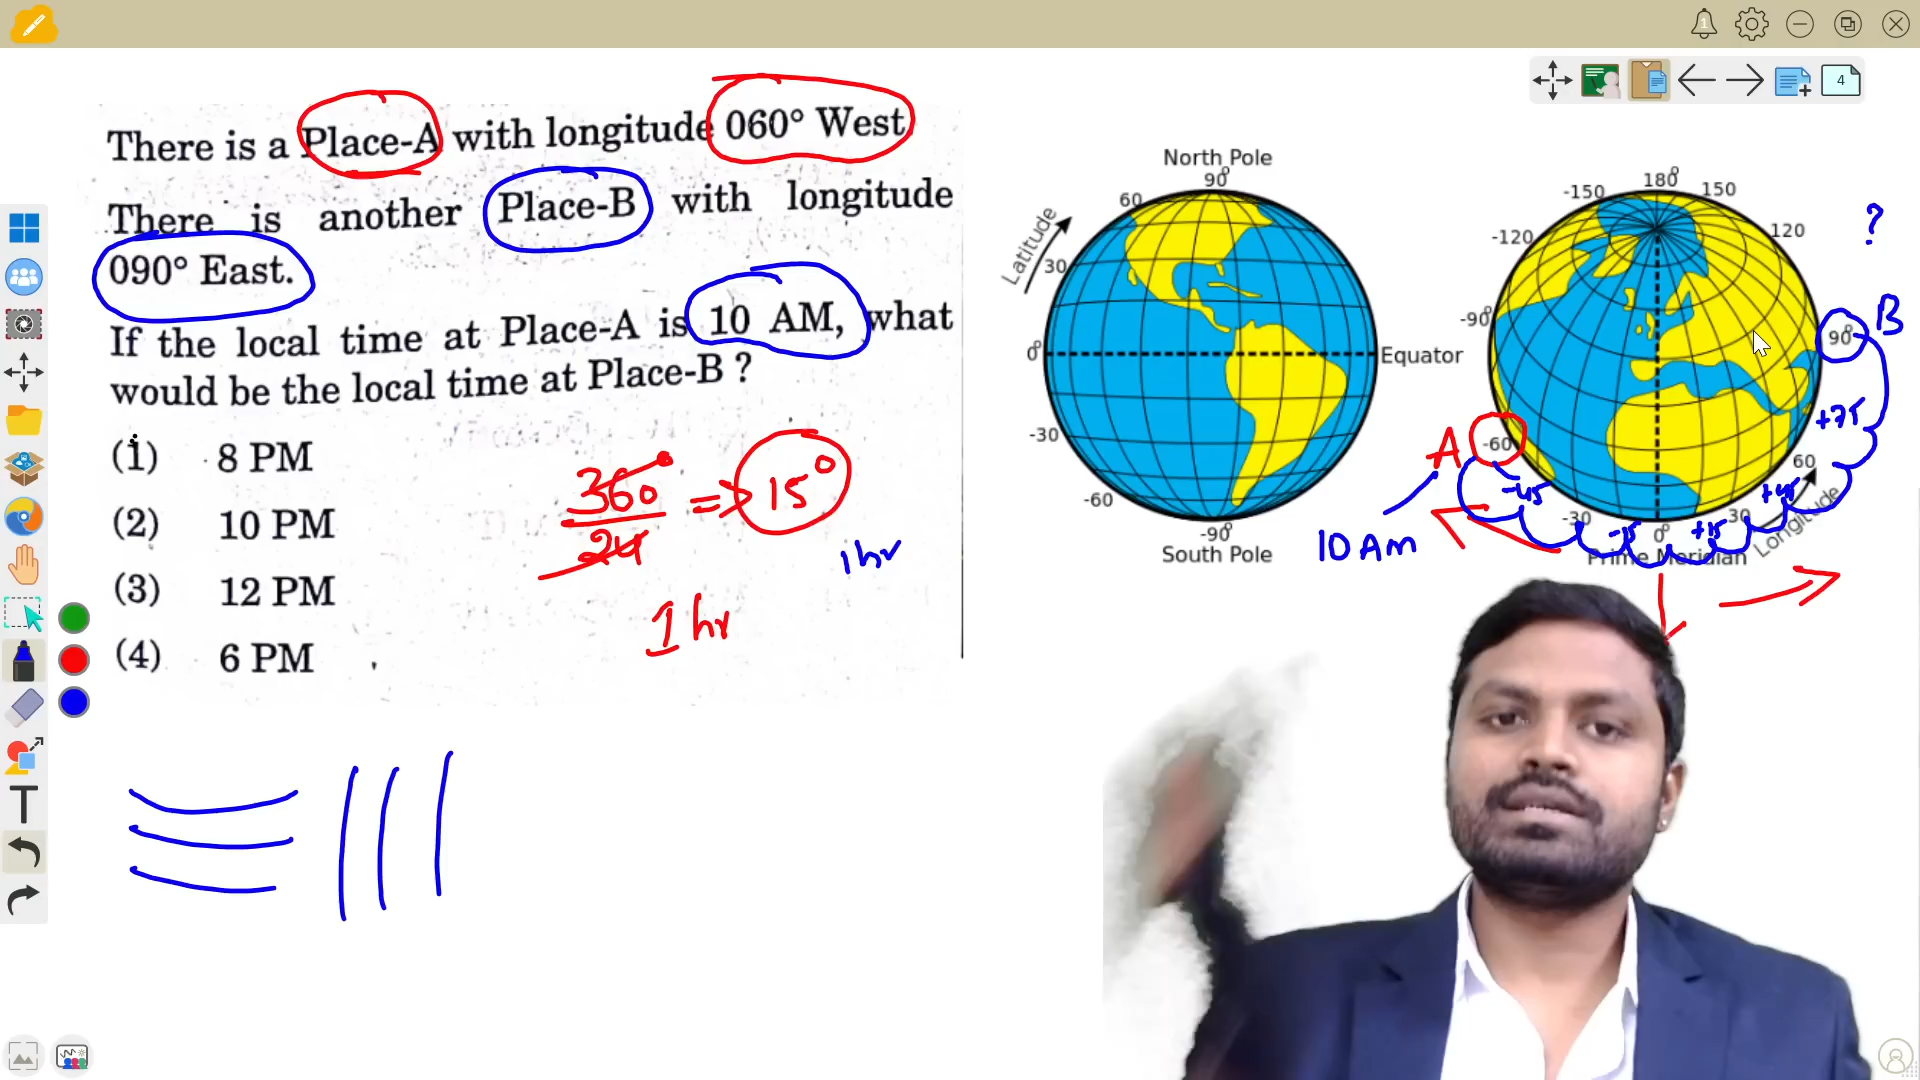 There is a Place-A with longitude 060° West
There is another Place-B with longitude
090° East.
If the local time at Place-A is 10 AM, what
would be the local time at Place-B ?
(1) 8 PM
(2) 10 PM
(3) 12 PM
(4) 6 PM
360°
24
=> 15°
1 hr
1 hr
North Pole
90°
60
Latitude
30
0°
Equator
-30
-60
-90°
South Pole
180°
-150
150
-120
120
-90
90°
B
?
+75
A
-60
-45
60
+45
-30
-15
0°
+15
30
Longitude
10 AM
Prime Meridian
4
1
T